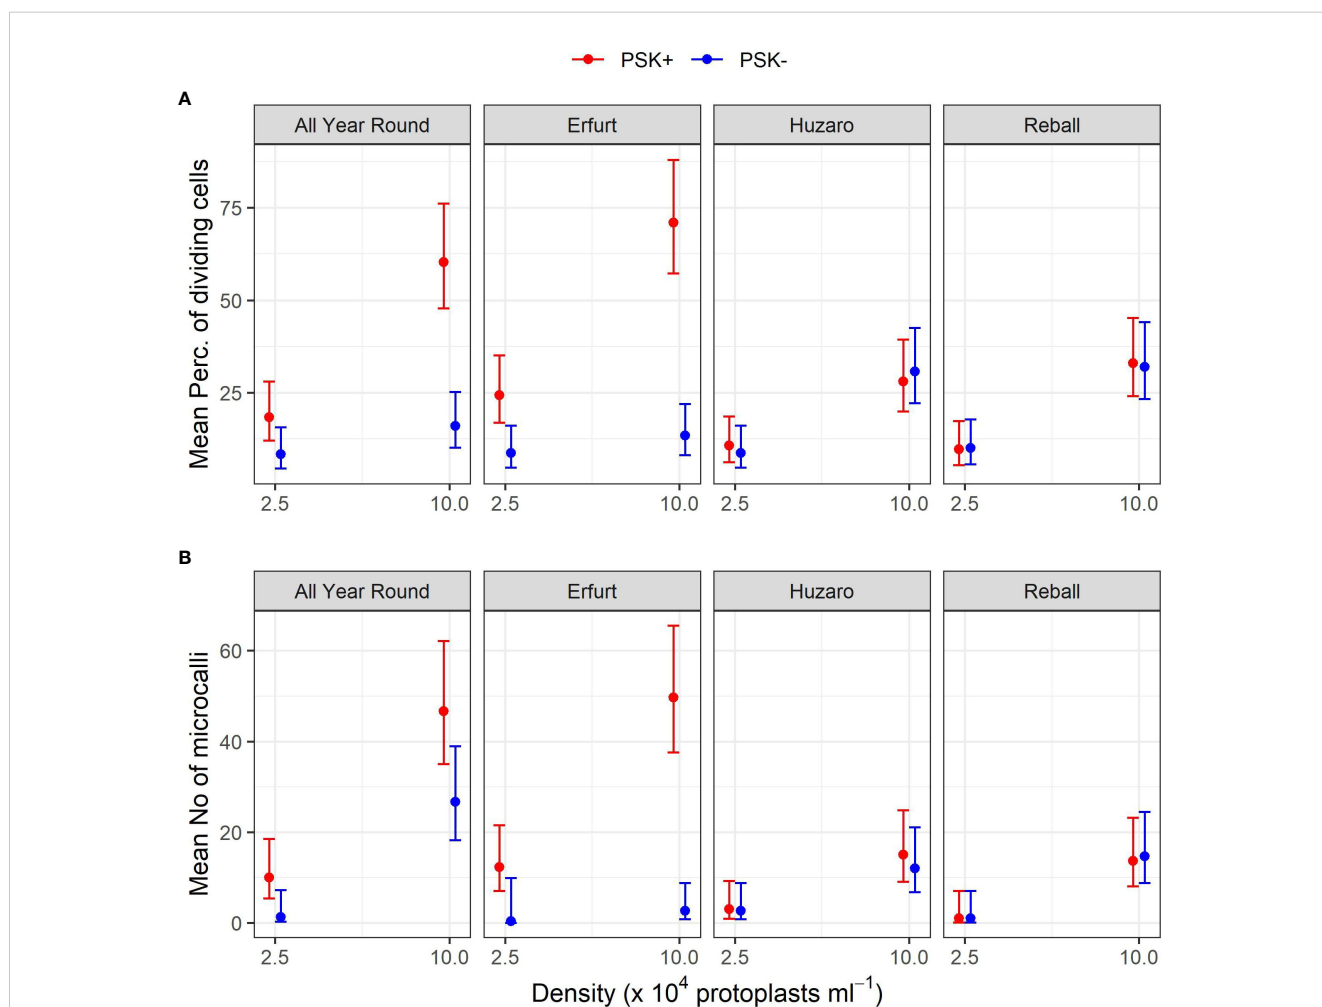 PSK+ PSK-
A
All Year Round Erfurt Huzaro Reball
Mean Perc. of dividing cells
75
50
25
2.5 10.0 2.5 10.0 2.5 10.0 2.5 10.0
B
All Year Round Erfurt Huzaro Reball
Mean No of microcalli
60
40
20
0
2.5 10.0 2.5 10.0 2.5 10.0 2.5 10.0
Density (x 10⁴ protoplasts ml⁻¹)